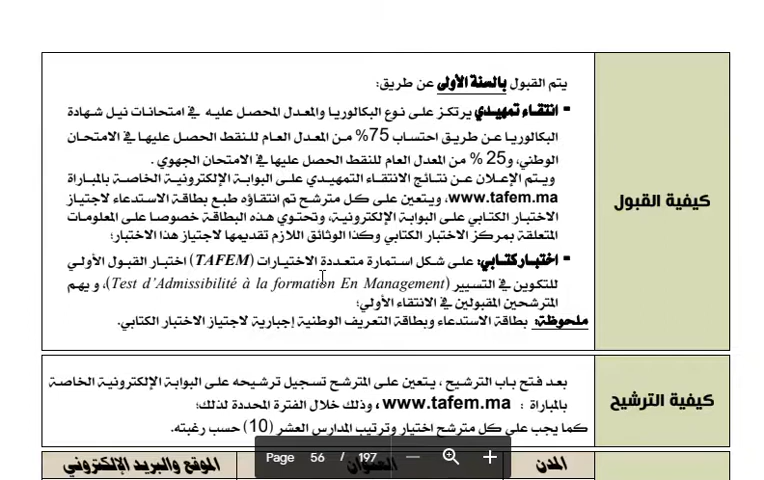 كيفية القبول
يتم القبول بالسنة الأولى عن طريق:
- انتقاء تمهيدي يرتكز على نوع البكالوريا والمعدل المحصل عليه في امتحانات نيل شهادة
البكالوريا عن طريق احتساب 75% من المعدل العام للنقط الحصل عليها في الامتحان
الوطني، و25 % من المعدل العام للنقط الحصل عليها في الامتحان الجهوي .
ويتم الإعلان عن نتائج الانتقاء التمهيدي على البوابة الإلكترونية الخاصة بالمباراة
www.tafem.ma، ويتعين على كل مترشح تم انتقاؤه طبع بطاقة الاستدعاء لاجتياز
الاختبار الكتابي على البوابة الإلكترونية، وتحتوي هذه البطاقة خصوصا على المعلومات
المتعلقة بمركز الاختبار الكتابي وكذا الوثائق اللازم تقديمها لاجتياز هذا الاختبار؛
- اختبار كتابي: على شكل استمارة متعددة الاختيارات (TAFEM) اختبار القبول الأولي
للتكوين في التسيير (Test d'Admissibilité à la formation En Management)، و يهم
المترشحين المقبولين في الانتقاء الأولي؛
ملحوظة: بطاقة الاستدعاء وبطاقة التعريف الوطنية إجبارية لاجتياز الاختبار الكتابي.
كيفية الترشيح
بعد فتح باب الترشيح ، يتعين على المترشح تسجيل ترشيحه على البوابة الإلكترونية الخاصة
بالمباراة : www.tafem.ma ، وذلك خلال الفترة المحددة لذلك؛
كما يجب على كل مترشح اختيار وترتيب المدارس العشر (10) حسب رغبته.
المدن العنوان الموقع والبريد الإلكتروني
Page 56 / 197